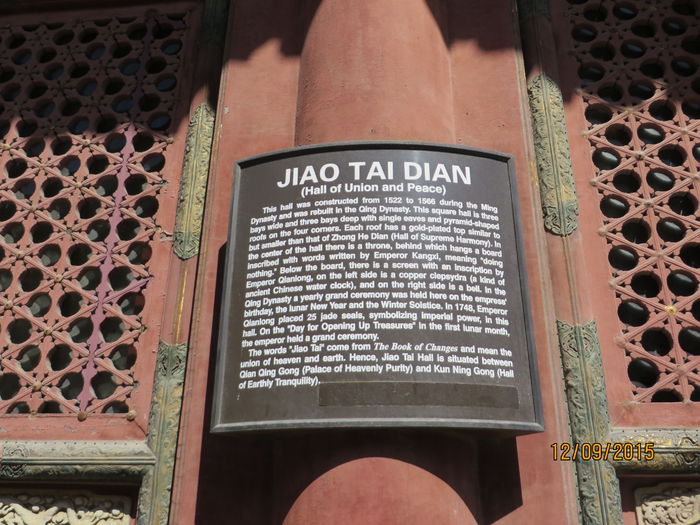 JIAO TAI DIAN
(Hall of Union and Peace)
This hall was constructed from 1522 to 1566 during the Ming
Dynasty and was rebuilt in the Qing Dynasty. This square hall is three
bays wide and three bays deep with single eaves and pyramid-shaped
roofs on the four corners. Each roof has a gold-plated top similar to
but smaller than that of Zhong He Dian (Hall of Supreme Harmony). In
the center of the hall there is a throne, behind which hangs a board
inscribed with words written by Emperor Kangxi, meaning "doing
nothing." Below the board, there is a screen with an inscription by
Emperor Qianlong, on the left side is a copper clepsydra (a kind of
ancient Chinese water clock), and on the right side is a bell. In the
Qing Dynasty a yearly grand ceremony was held here on the empress'
birthday, the lunar New Year and the Winter Solstice. In 1748, Emperor
Qianlong placed 25 jade seals, symbolizing imperial power, in this
hall. On the "Day for Opening Up Treasures" in the first lunar month,
the emperor held a grand ceremony.
The words "Jiao Tai" come from The Book of Changes and mean the
union of heaven and earth. Hence, Jiao Tai Hall is situated between
Qian Qing Gong (Palace of Heavenly Purity) and Kun Ning Gong (Hall
of Earthly Tranquility).
12/09/2015